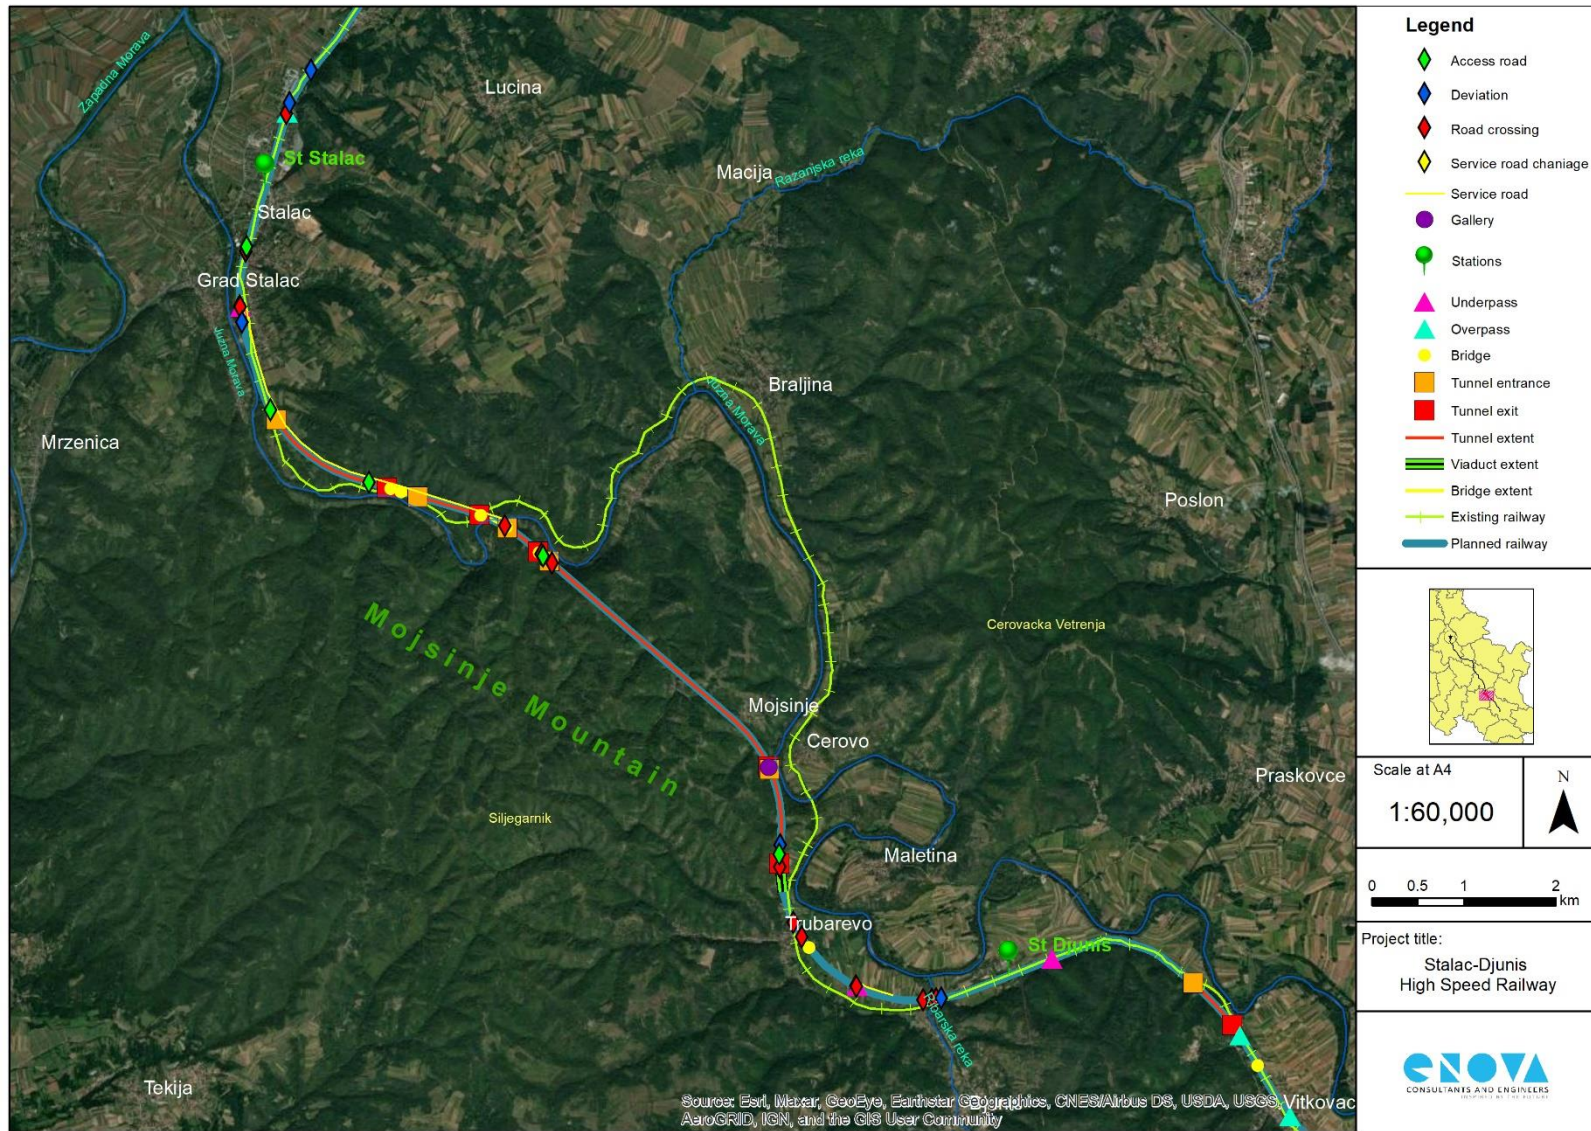 Zapadna Morava
Lucina
St Stalac
Macija
Razanjska reka
Stalac
Grad Stalac
Juzna Morava
Braljina
Juzna Morava
Mrzenica
Poslon
Cerovacka Vetrenja
Mojsinje Mountain
Mojsinje
Cerovo
Praskovce
Siljegarnik
Maletina
Trubarevo
St Djunis
Ribarska reka
Tekija
Vitkovac
Source: Esri, Maxar, GeoEye, Earthstar Geographics, CNES/Airbus DS, USDA, USGS,
AeroGRID, IGN, and the GIS User Community
Legend
Access road
Deviation
Road crossing
Service road chaniage
Service road
Gallery
Stations
Underpass
Overpass
Bridge
Tunnel entrance
Tunnel exit
Tunnel extent
Viaduct extent
Bridge extent
Existing railway
Planned railway
Scale at A4
1:60,000
N
0 0.5 1 2
km
Project title:
Stalac-Djunis
High Speed Railway
ENOVA
CONSULTANTS AND ENGINEERS